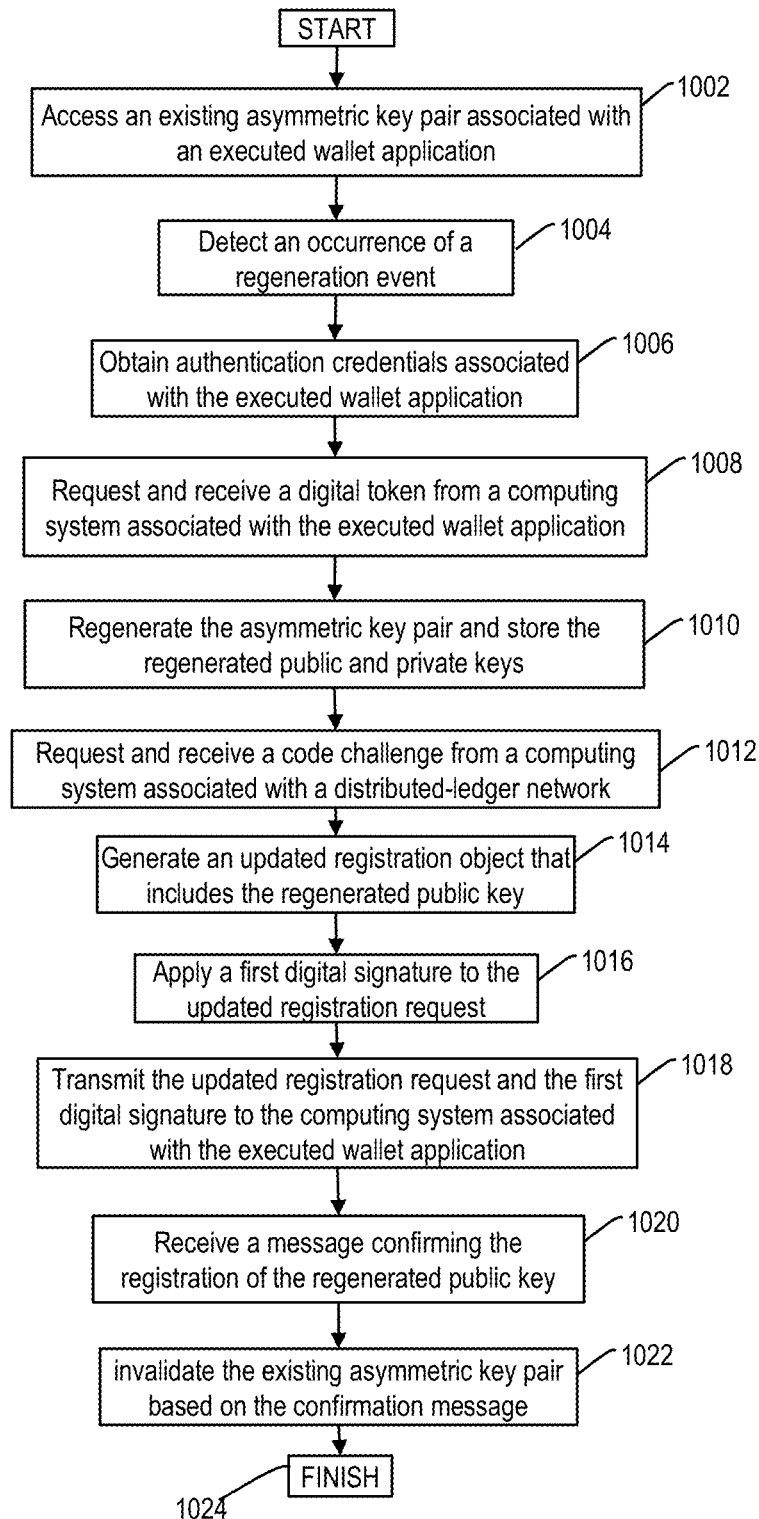 START
1002
Access an existing asymmetric key pair associated with
an executed wallet application
1004
Detect an occurrence of a
regeneration event
1006
Obtain authentication credentials associated
with the executed wallet application
1008
Request and receive a digital token from a computing
system associated with the executed wallet application
1010
Regenerate the asymmetric key pair and store the
regenerated public and private keys
1012
Request and receive a code challenge from a computing
system associated with a distributed-ledger network
1014
Generate an updated registration object that
includes the regenerated public key
1016
Apply a first digital signature to the
updated registration request
1018
Transmit the updated registration request and the first
digital signature to the computing system associated
with the executed wallet application
1020
Receive a message confirming the
registration of the regenerated public key
1022
invalidate the existing asymmetric key pair
based on the confirmation message
FINISH
1024